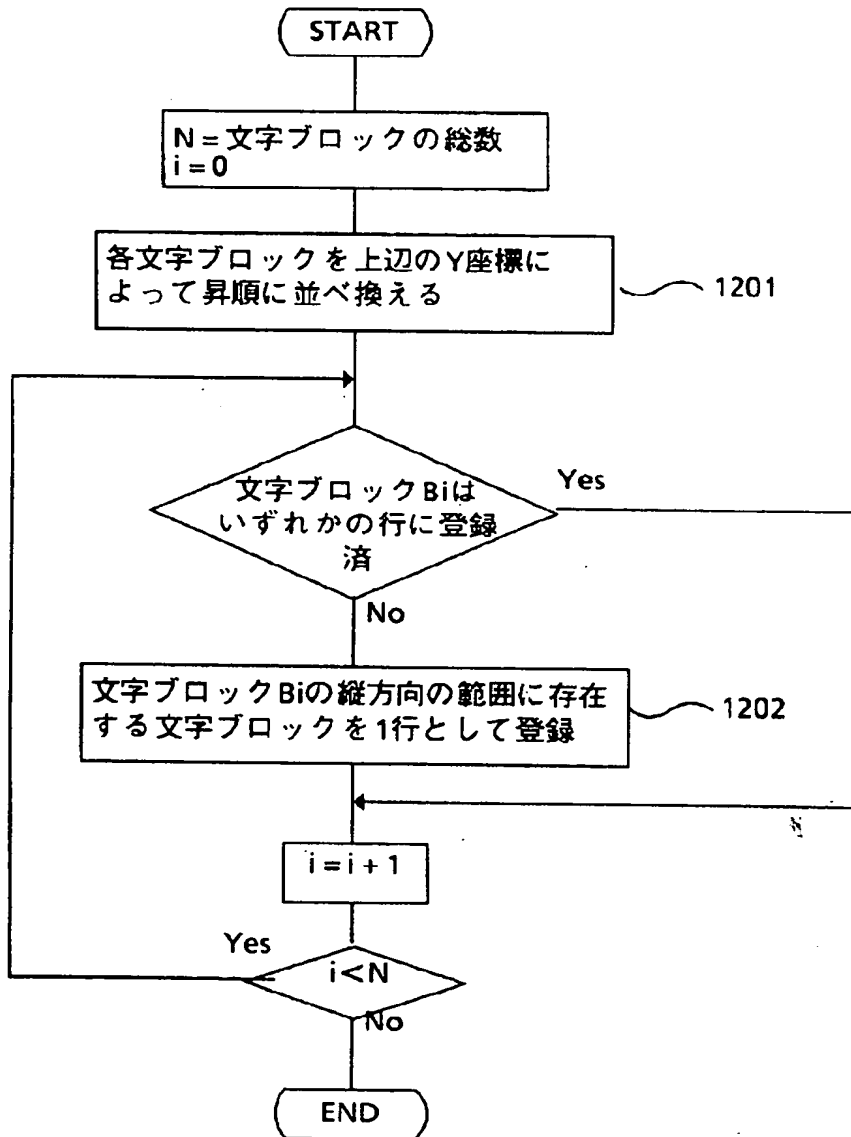 START
N=文字ブロックの総数
i=0
各文字ブロックを上辺のY座標に
よって昇順に並べ換える
1201
文字ブロックBiは
いずれかの行に登録
済
Yes
No
文字ブロックBiの縦方向の範囲に存在
する文字ブロックを1行として登録
1202
i=i+1
Yes
i<N
No
END